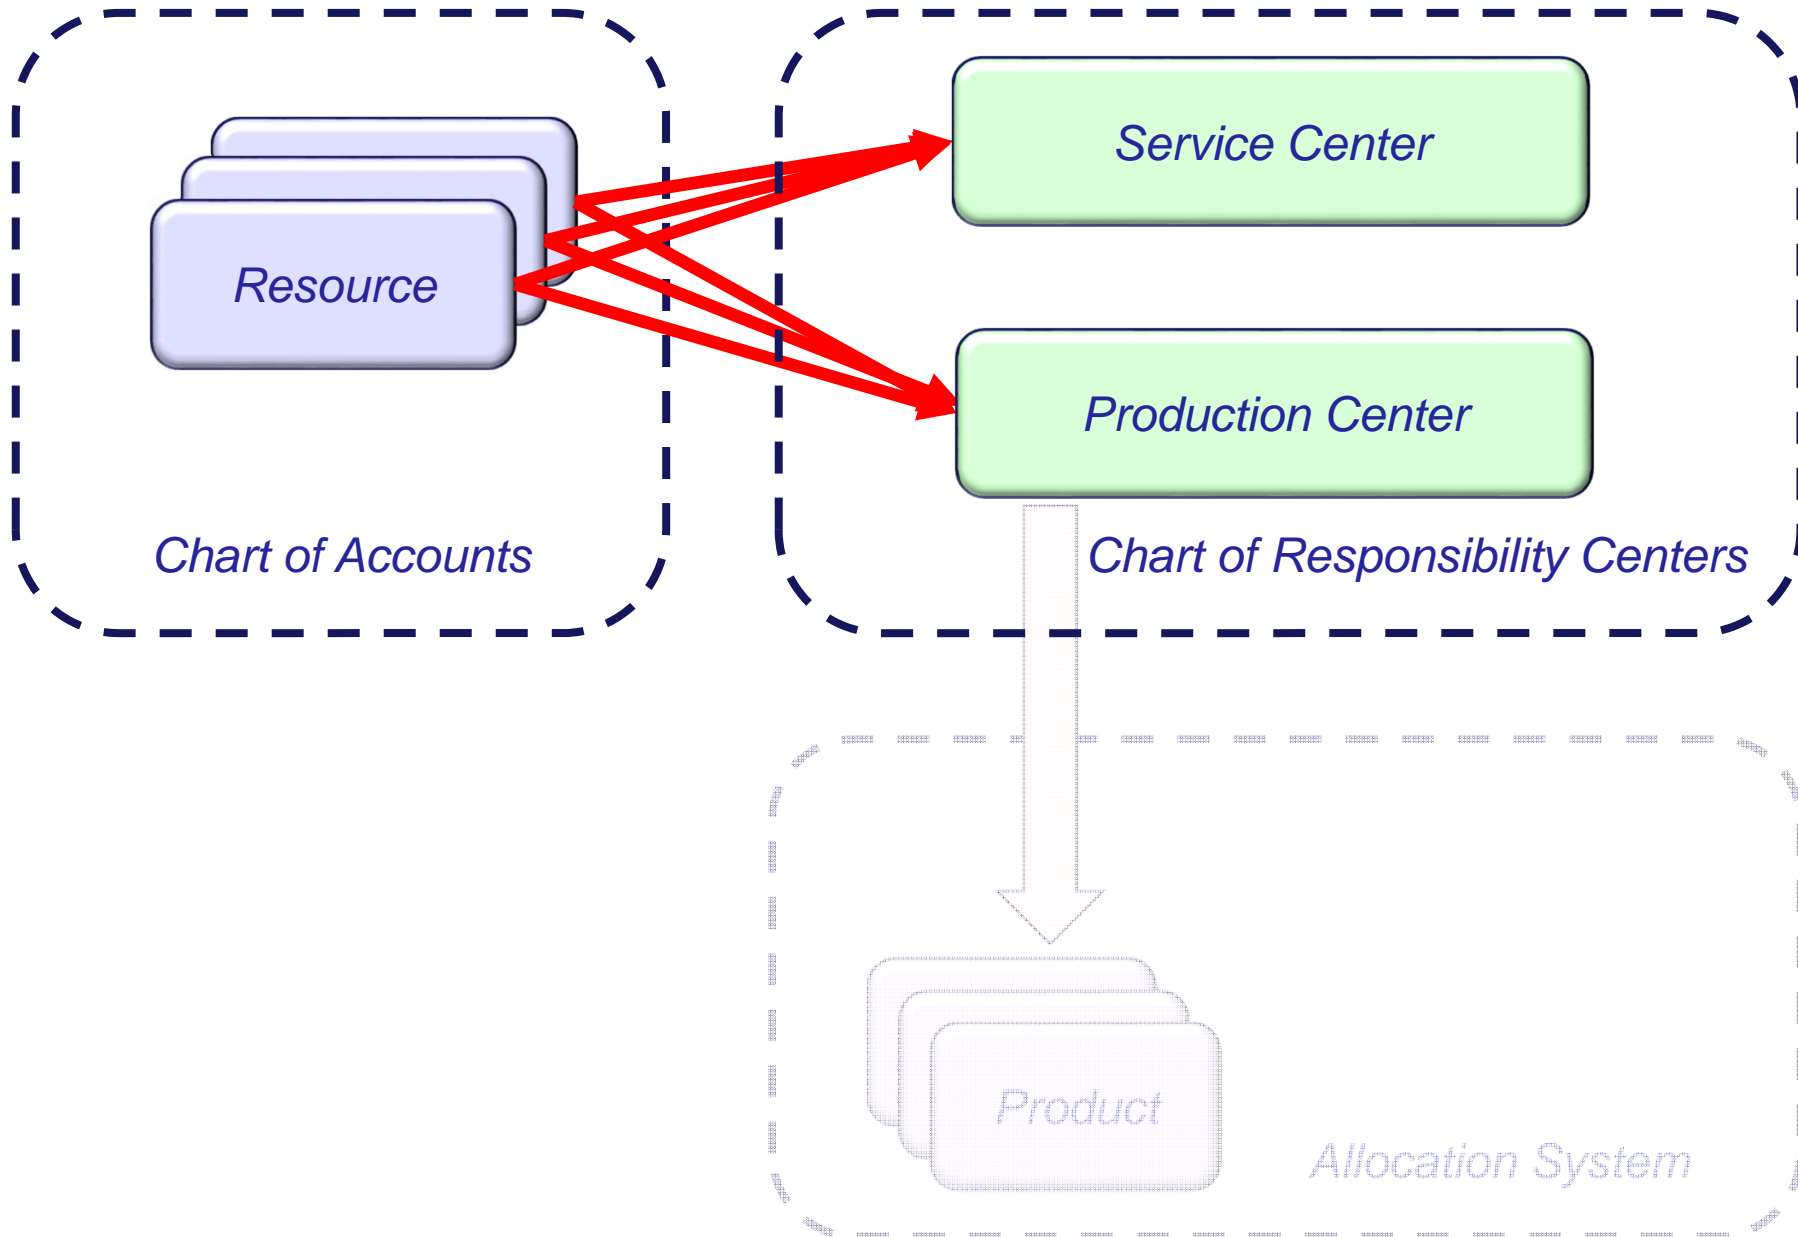 Service Center
Resource
Production Center
Chart of Accounts
Chart of Responsibility Centers
Product
Allocation System